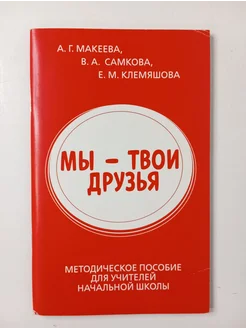 А. Г. МАКЕЕВА,
В. А. САМКОВА,
Е. М. КЛЕМЯШОВА
МЫ – ТВОИ
ДРУЗЬЯ
МЕТОДИЧЕСКОЕ ПОСОБИЕ
ДЛЯ УЧИТЕЛЕЙ
НАЧАЛЬНОЙ ШКОЛЫ